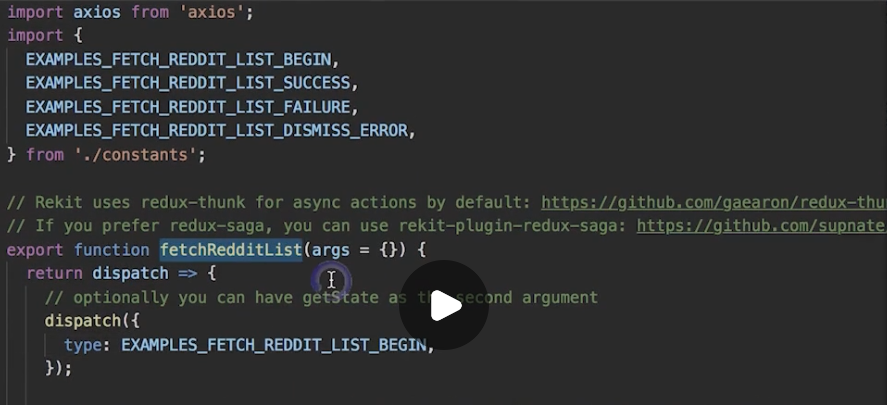 import axios from 'axios';
import {
EXAMPLES_FETCH_REDDIT_LIST_BEGIN,
EXAMPLES_FETCH_REDDIT_LIST_SUCCESS,
EXAMPLES_FETCH_REDDIT_LIST_FAILURE,
EXAMPLES_FETCH_REDDIT_LIST_DISMISS_ERROR,
} from './constants';
// Rekit uses redux-thunk for async actions by default: https://github.com/gaearon/redux-thu
// If you prefer redux-saga, you can use rekit-plugin-redux-saga: https://github.com/supnate
export function fetchRedditList(args = {}) {
return dispatch => {
// optionally you can have getState as the second argument
dispatch({
type: EXAMPLES_FETCH_REDDIT_LIST_BEGIN,
});